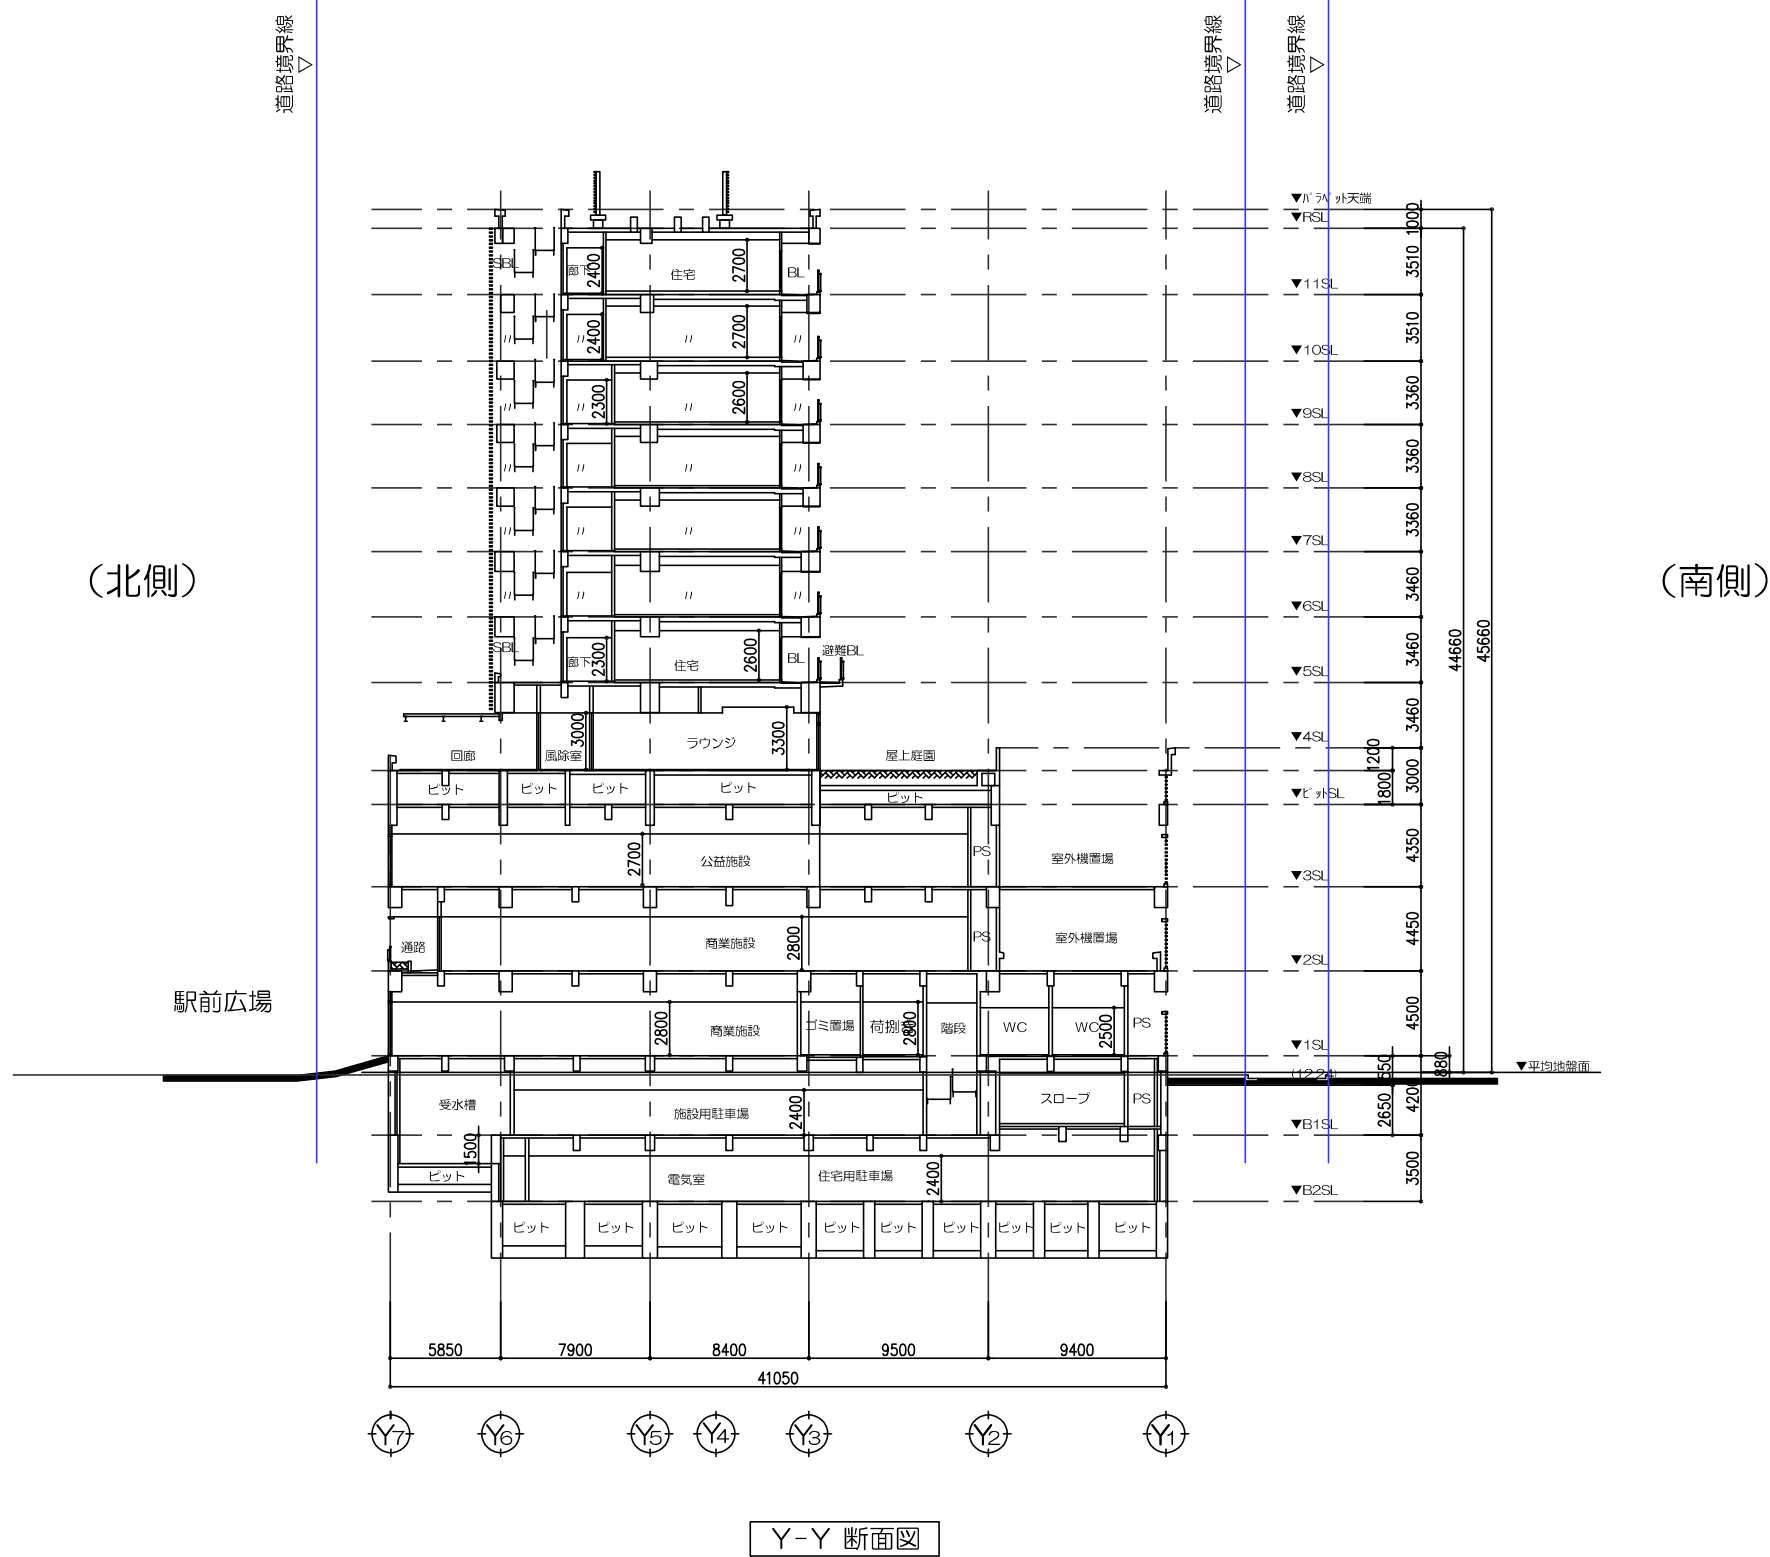 道路境界線
道路境界線
道路境界線
▼パラペット天端
▼RSL
1000
SBL
廊下
2400
住宅
2700
BL
3510
▼11SL
2400
2700
3510
〃
〃
〃
〃
▼10SL
2300
2600
3360
〃
〃
〃
〃
▼9SL
3360
〃
〃
〃
〃
▼8SL
3360
〃
〃
〃
〃
▼7SL
(北側)
(南側)
3460
〃
〃
〃
〃
▼6SL
SBL
廊下
2300
住宅
2600
BL
避難BL
3460
44660
45660
▼5SL
3460
回廊
風除室
3000
ラウンジ
3300
屋上庭園
▼4SL
1200
ピット
ピット
ピット
ピット
ピット
1800
3000
▼ピットSL
2700
公益施設
PS
室外機置場
4350
▼3SL
通路
商業施設
2800
PS
室外機置場
4450
▼2SL
駅前広場
2800
商業施設
ゴミ置場
荷捌き
2800
階段
WC
WC
2500
PS
4500
▼1SL
650
880
▼平均地盤面
(1224)
受水槽
施設用駐車場
2400
スロープ
PS
2650
4200
▼B1SL
1500
ピット
電気室
住宅用駐車場
2400
3500
▼B2SL
ピット
ピット
ピット
ピット
ピット
ピット
ピット
ピット
ピット
ピット
5850
7900
8400
9500
9400
41050
Y7
Y6
Y5
Y4
Y3
Y2
Y1
Y-Y 断面図